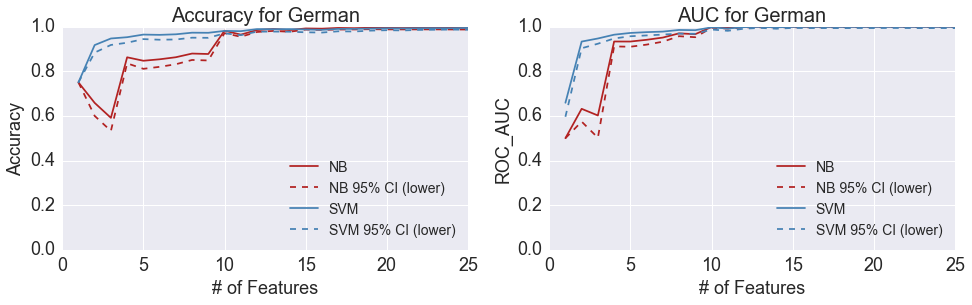 Accuracy for German
1.0
0.8
0.6
0.4
0.2
0.0
Accuracy
NB
NB 95% CI (lower)
SVM
SVM 95% CI (lower)
0 5 10 15 20 25
# of Features
AUC for German
1.0
0.8
0.6
0.4
0.2
0.0
ROC_AUC
NB
NB 95% CI (lower)
SVM
SVM 95% CI (lower)
0 5 10 15 20 25
# of Features